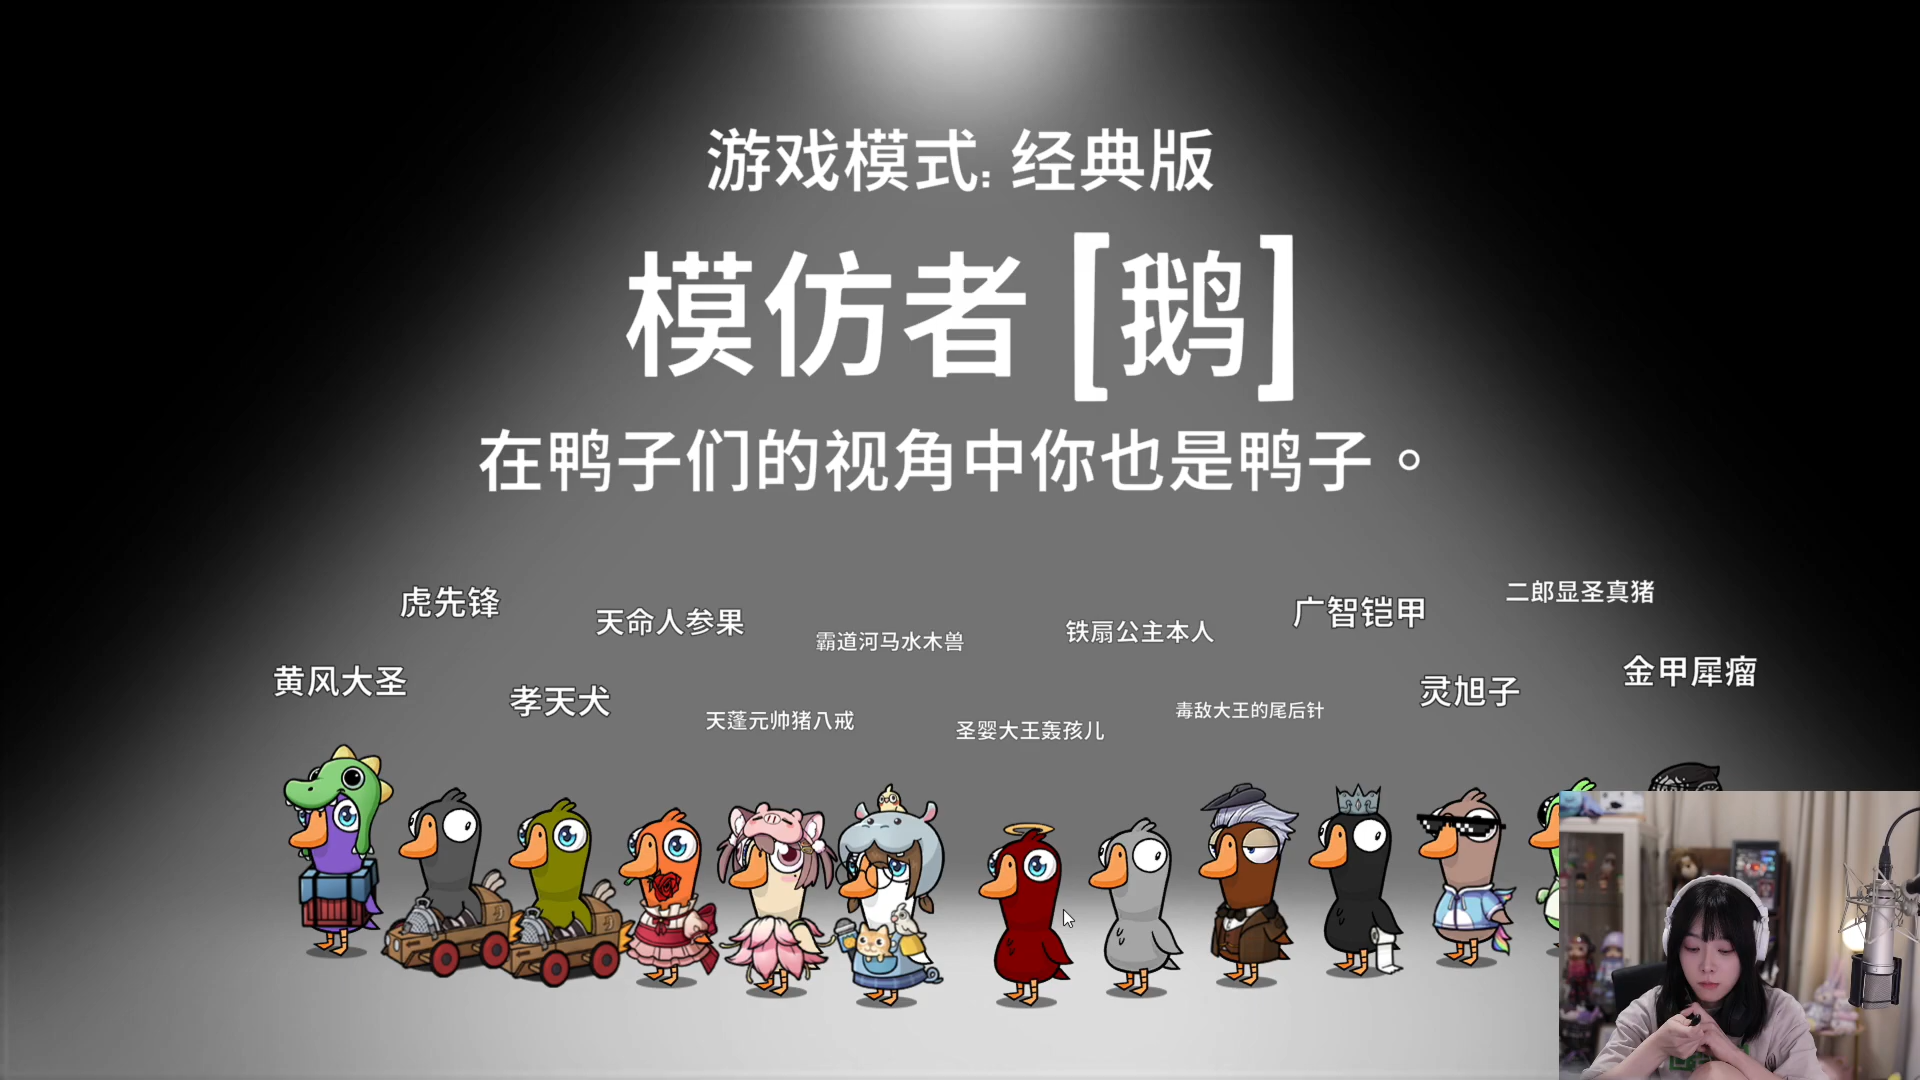 游戏模式: 经典版
模仿者 [鹅]
在鸭子们的视角中你也是鸭子。
二郎显圣真猪
虎先锋
天命人参果
霸道河马水木兽
铁扇公主本人
广智铠甲
黄风大圣
孝天犬
天蓬元帅猪八戒
圣婴大王轰孩儿
毒敌大王的尾后针
灵旭子
金甲犀瘤